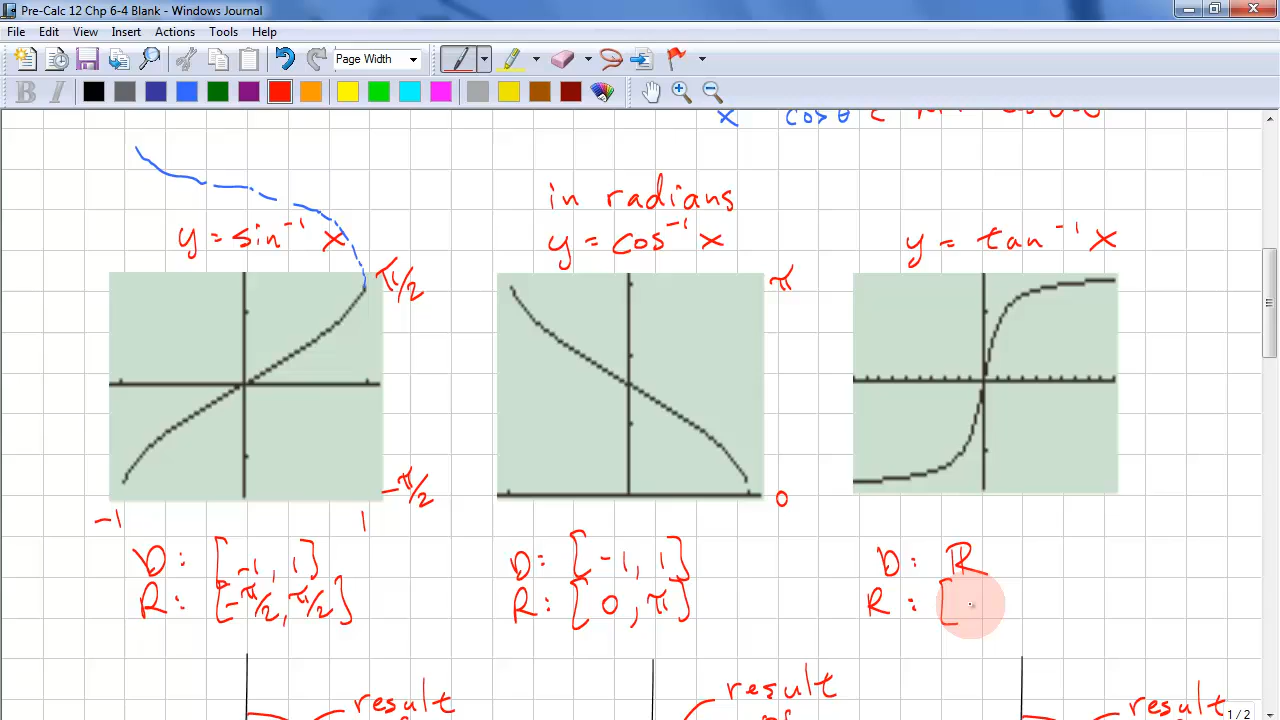 Pre-Calc 12 Chp 6-4 Blank - Windows Journal
File Edit View Insert Actions Tools Help
Page Width
B I
x cos θ
in radians
y = sin⁻¹ x
y = cos⁻¹ x
y = tan⁻¹ x
π/2
π
-π/2
0
-1 1
D: [-1, 1]
D: [-1, 1]
D: ℝ
R: [-π/2, π/2]
R: [0, π]
R: [
result
result
result
1/2